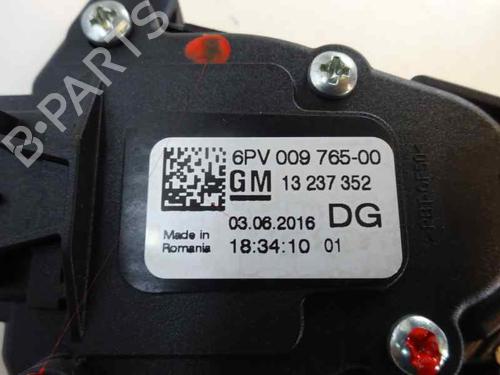 B-PARTS
6PV 009 765-00
GM 13 237 352
03.06.2016 DG
Made in Romania 18:34:10 01